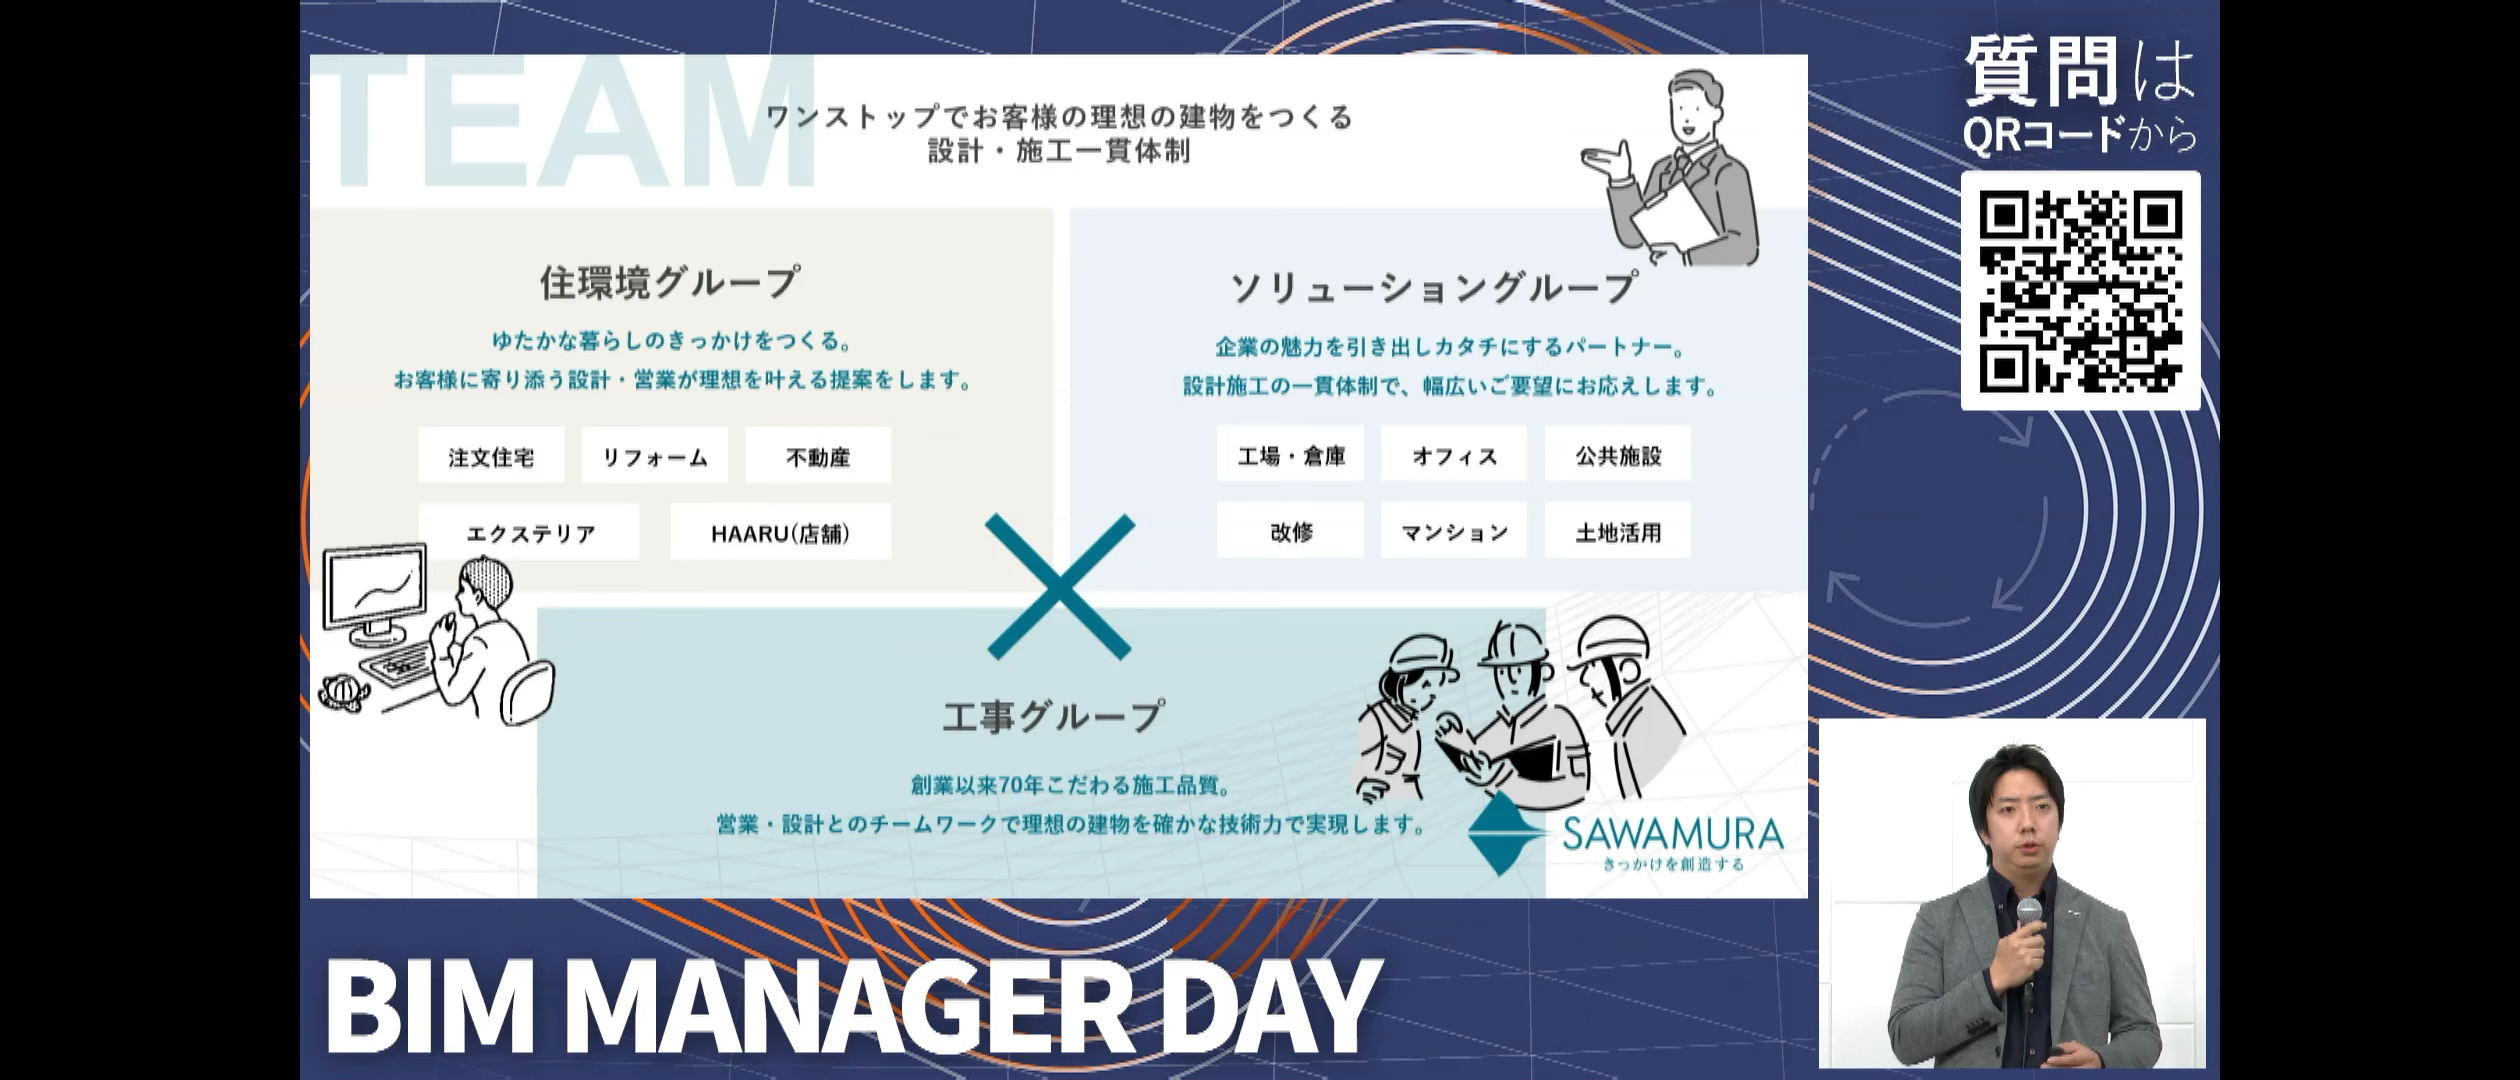 TEAM
ワンストップでお客様の理想の建物をつくる
設計・施工一貫体制
住環境グループ
ゆたかな暮らしのきっかけをつくる。
お客様に寄り添う設計・営業が理想を叶える提案をします。
注文住宅
リフォーム
不動産
エクステリア
HAARU(店舗)
ソリューショングループ
企業の魅力を引き出しカタチにするパートナー。
設計施工の一貫体制で、幅広いご要望にお応えします。
工場・倉庫
オフィス
公共施設
改修
マンション
土地活用
工事グループ
創業以来70年こだわる施工品質。
営業・設計とのチームワークで理想の建物を確かな技術力で実現します。
SAWAMURA
きっかけを創造する
質問は
QRコードから
BIM MANAGER DAY